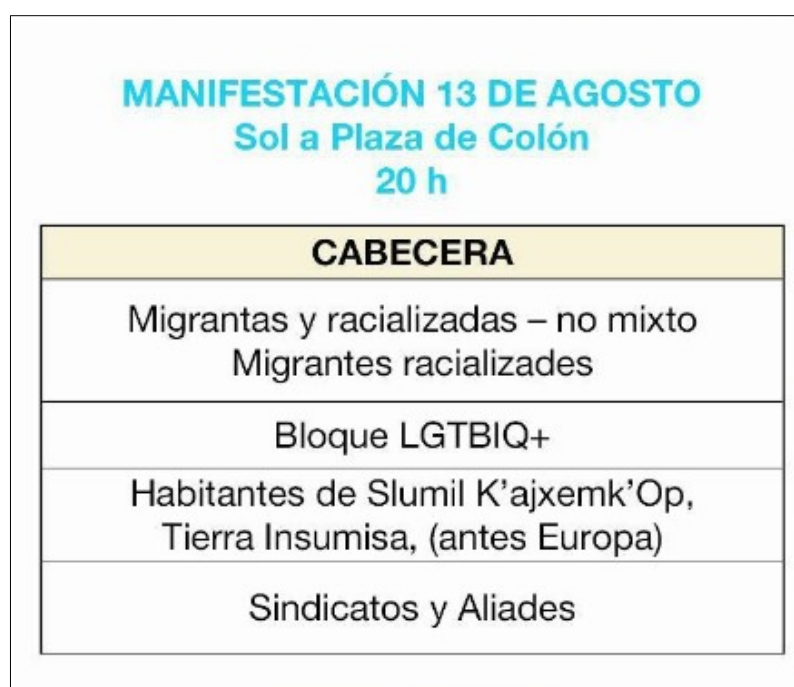 MANIFESTACIÓN 13 DE AGOSTO
Sol a Plaza de Colón
20 h
CABECERA
Migrantas y racializadas – no mixto
Migrantes racializades
Bloque LGTBIQ+
Habitantes de Slumil K’ajxemk’Op,
Tierra Insumisa, (antes Europa)
Sindicatos y Aliades